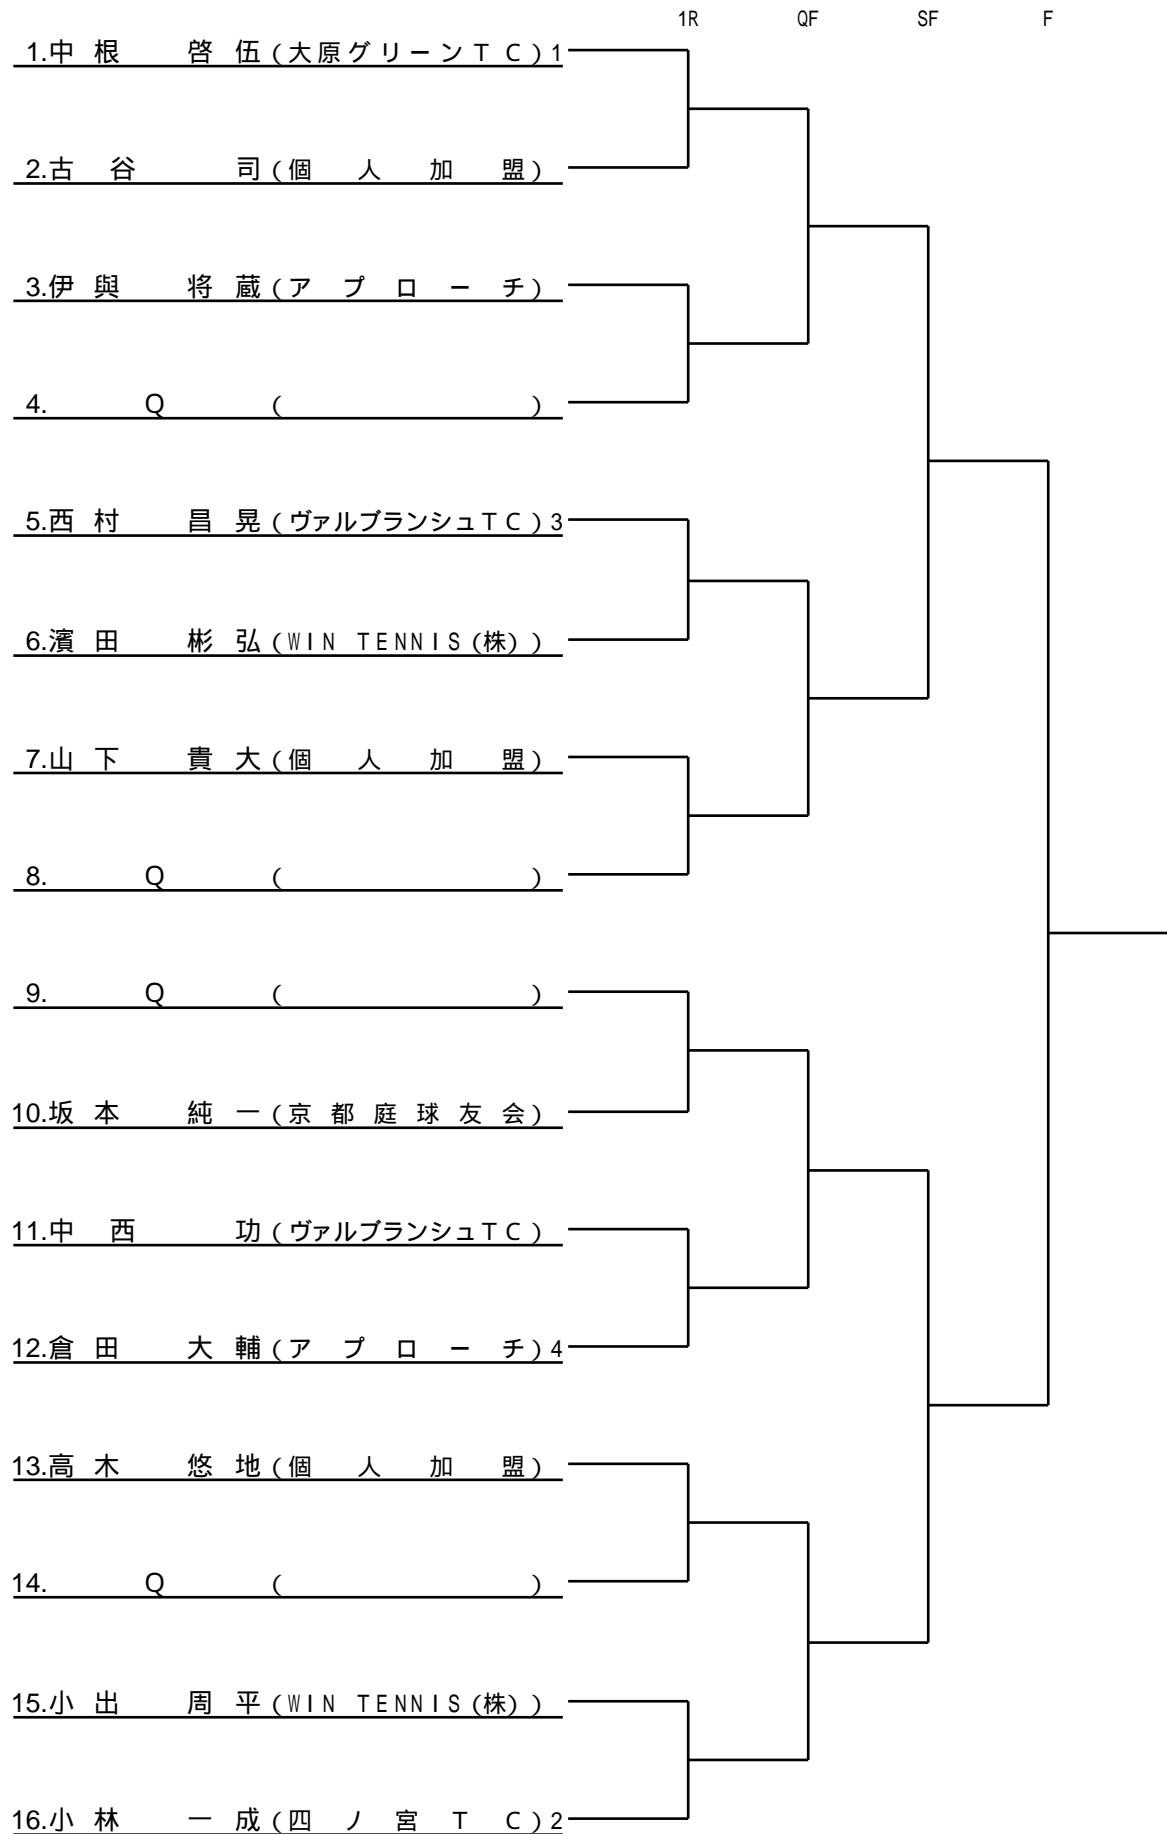 1R QF SF F
1.中根 啓伍(大原グリーンTC)1
2.古谷 司(個人加盟)
3.伊與 将蔵(アプローチ)
4. Q ( )
5.西村 昌晃(ヴァルブランシュTC)3
6.濱田 彬弘(WIN TENNIS(株))
7.山下 貴大(個人加盟)
8. Q ( )
9. Q ( )
10.坂本 純一(京都庭球友会)
11.中西 功(ヴァルブランシュTC)
12.倉田 大輔(アプローチ)4
13.高木 悠地(個人加盟)
14. Q ( )
15.小出 周平(WIN TENNIS(株))
16.小林 一成(四ノ宮TC)2